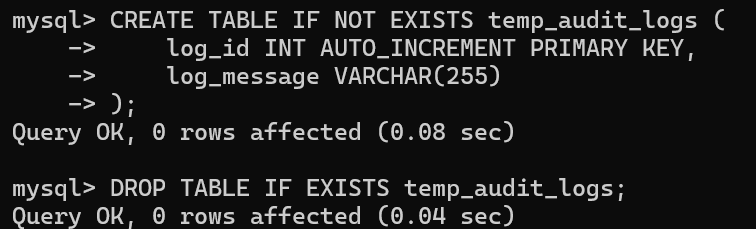 mysql> CREATE TABLE IF NOT EXISTS temp_audit_logs (
    ->     log_id INT AUTO_INCREMENT PRIMARY KEY,
    ->     log_message VARCHAR(255)
    -> );
Query OK, 0 rows affected (0.08 sec)

mysql> DROP TABLE IF EXISTS temp_audit_logs;
Query OK, 0 rows affected (0.04 sec)